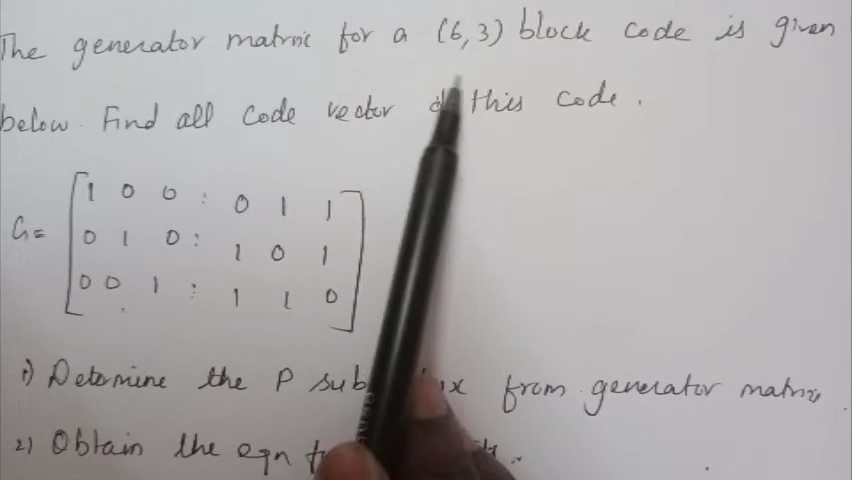 The generator matrix for a (6,3) block code is given
below. Find all code vector this code.
G= [ 1 0 0 : 0 1 1
0 1 0 : 1 0 1
0 0 1 : 1 1 0 ]
1) Determine the P from generator matrix
2) Obtain the eqn